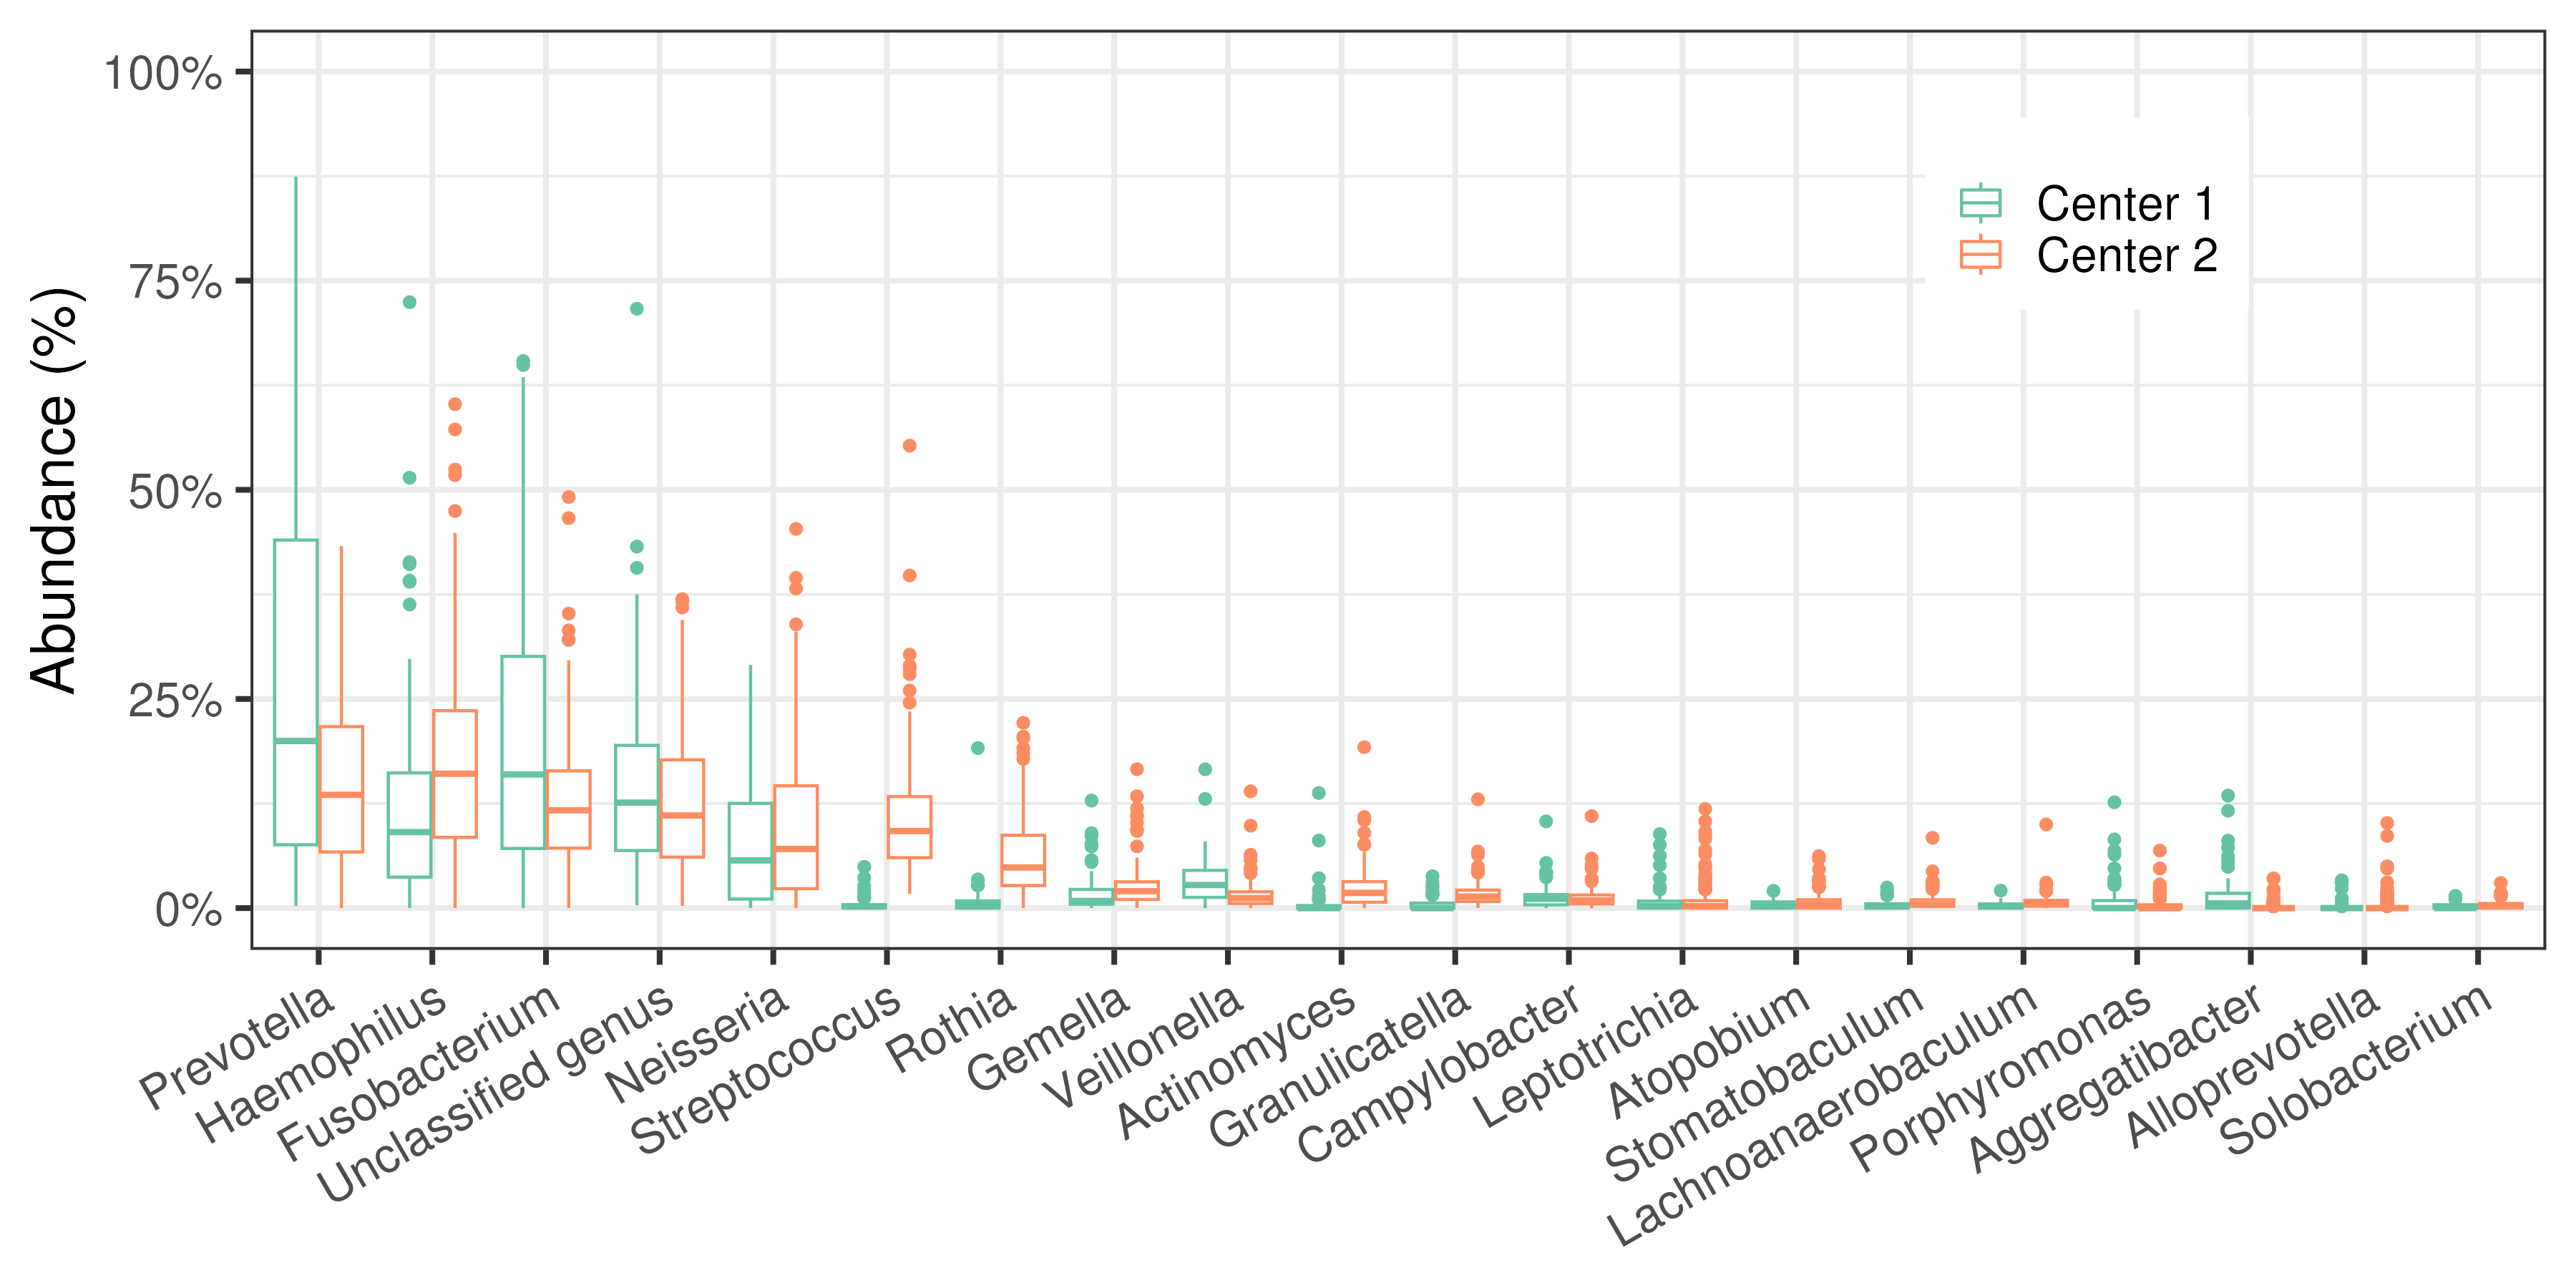 Abundance (%)
100%
75%
50%
25%
0%
Center 1
Center 2
Prevotella
Haemophilus
Fusobacterium
Unclassified genus
Neisseria
Streptococcus
Rothia
Gemella
Veillonella
Actinomyces
Granulicatella
Campylobacter
Leptotrichia
Atopobium
Stomatobaculum
Lachnoanaerobaculum
Porphyromonas
Aggregatibacter
Alloprevotella
Solobacterium